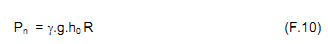 Pₙ = γ.g.h₀ R (F.10)